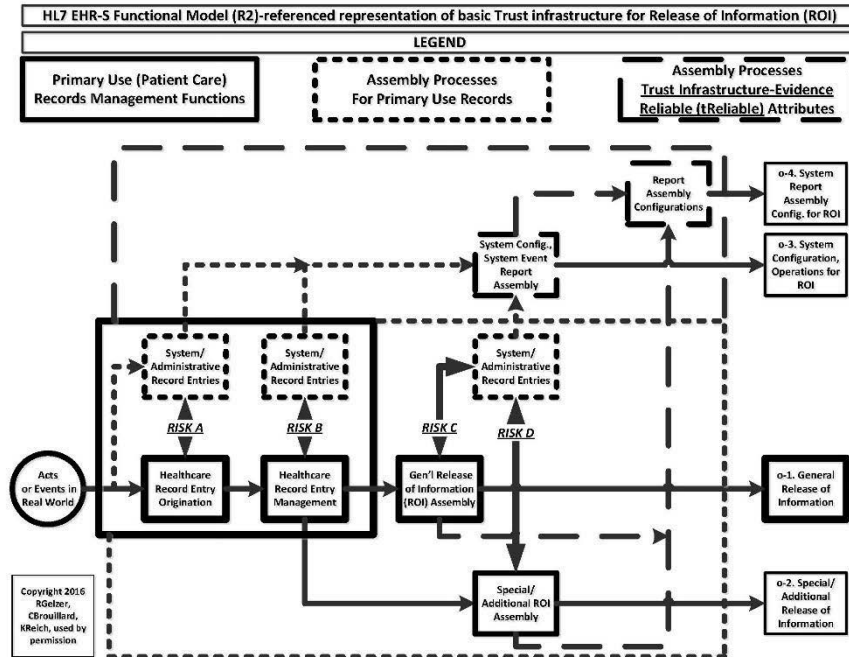 HL7 EHR-S Functional Model (R2)-referenced representation of basic Trust infrastructure for Release of Information (ROI)
LEGEND
Primary Use (Patient Care)
Records Management Functions
Assembly Processes
For Primary Use Records
Assembly Processes
Trust Infrastructure-Evidence
Reliable (tReliable) Attributes
Report
Assembly
Configurations
o-4. System
Report
Assembly
Config. for ROI
System Config.,
System Event
Report
Assembly
o-3. System
Configuration,
Operations for
ROI
System/
Administrative
Record Entries
System/
Administrative
Record Entries
System/
Administrative
Record Entries
RISK A
RISK B
RISK C
RISK D
Acts
or Events in
Real World
Healthcare
Record Entry
Origination
Healthcare
Record Entry
Management
Gen'l Release
of Information
(ROI) Assembly
o-1. General
Release of
Information
Copyright 2016
RGelzer,
CBrouillard,
KReich, used by
permission
Special/
Additional ROI
Assembly
o-2. Special/
Additional
Release of
Information